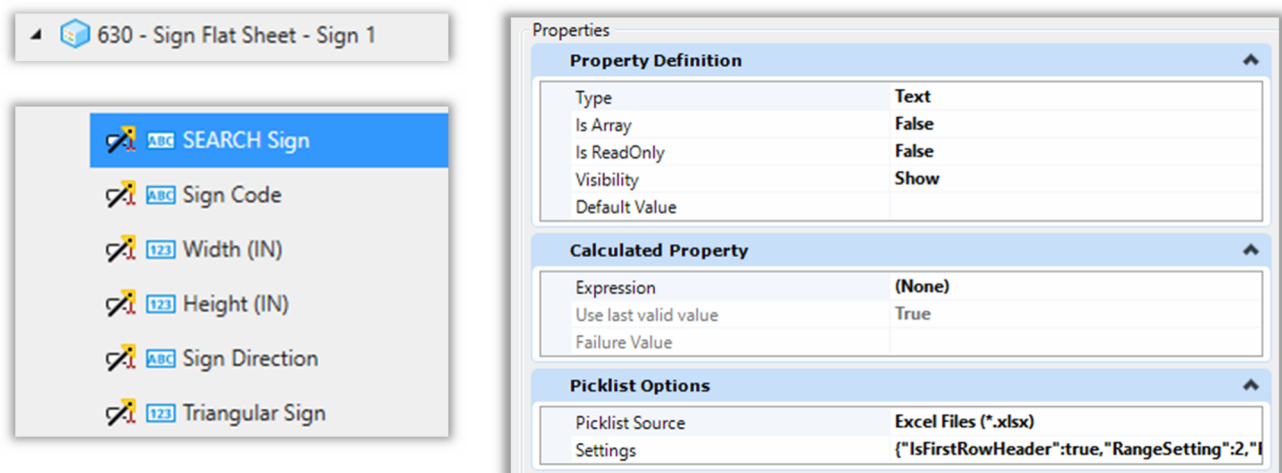 630 - Sign Flat Sheet - Sign 1
ABC SEARCH Sign
ABC Sign Code
123 Width (IN)
123 Height (IN)
ABC Sign Direction
123 Triangular Sign
Properties
Property Definition
Type Text
Is Array False
Is ReadOnly False
Visibility Show
Default Value
Calculated Property
Expression (None)
Use last valid value True
Failure Value
Picklist Options
Picklist Source Excel Files (*.xlsx)
Settings {"IsFirstRowHeader":true,"RangeSetting":2,"